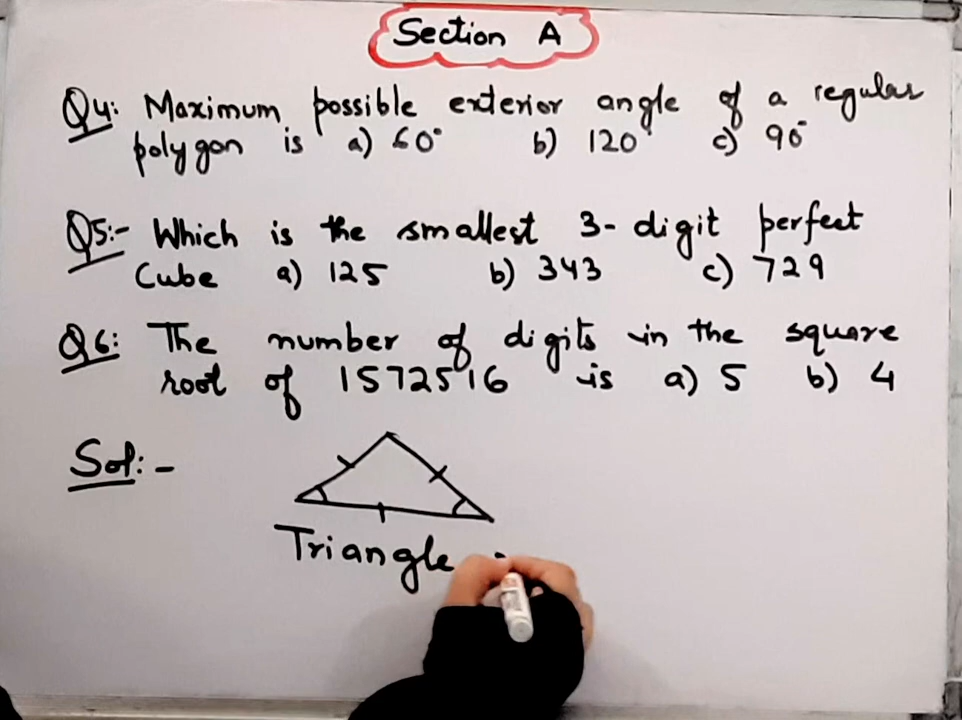 Section A
Q4: Maximum possible exterior angle of a regular
polygon is a) 60° b) 120° c) 90°
Q5:- Which is the smallest 3-digit perfect
Cube a) 125 b) 343 c) 729
Q6: The number of digits in the square
root of 1572516 is a) 5 b) 4
Sol:-
Triangle